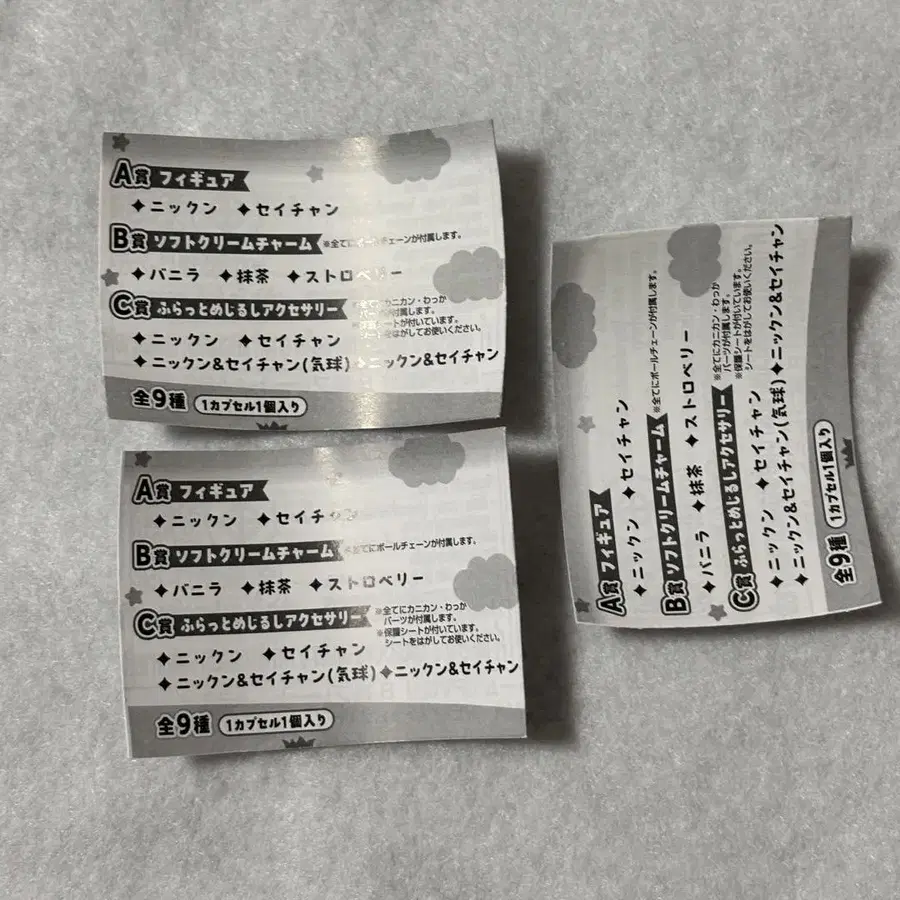 A賞 フィギュア
✦ニックン ✦セイチャン
B賞 ソフトクリームチャーム ※全てにボールチェーンが付属します。
✦バニラ ✦抹茶 ✦ストロベリー
C賞 ふらっとめじるしアクセサリー
全てにカニカン・わっか
が付属します。
シートが付いています。
をはがしてお使いください。
✦ニックン ✦セイチャン
✦ニックン&セイチャン(気球) ✦ニックン&セイチャン
全9種 1カプセル1個入り
A賞 フィギュア
✦ニックン ✦セイチャン
B賞 ソフトクリームチャーム ※全てにボールチェーンが付属します。
✦バニラ ✦抹茶 ✦ストロベリー
C賞 ふらっとめじるしアクセサリー
※全てにカニカン・わっか
パーツが付属します。
※保護シートが付いています。
シートをはがしてお使いください。
✦ニックン ✦セイチャン
✦ニックン&セイチャン(気球) ✦ニックン&セイチャン
全9種 1カプセル1個入り
A賞 フィギュア
✦ニックン ✦セイチャン
B賞 ソフトクリームチャーム ※全てにボールチェーンが付属します。
✦バニラ ✦抹茶 ✦ストロベリー
C賞 ふらっとめじるしアクセサリー
※全てにカニカン・わっか
パーツが付属します。
※保護シートが付いています。
シートをはがしてお使いください。
✦ニックン ✦セイチャン
✦ニックン&セイチャン(気球) ✦ニックン&セイチャン
全9種 1カプセル1個入り